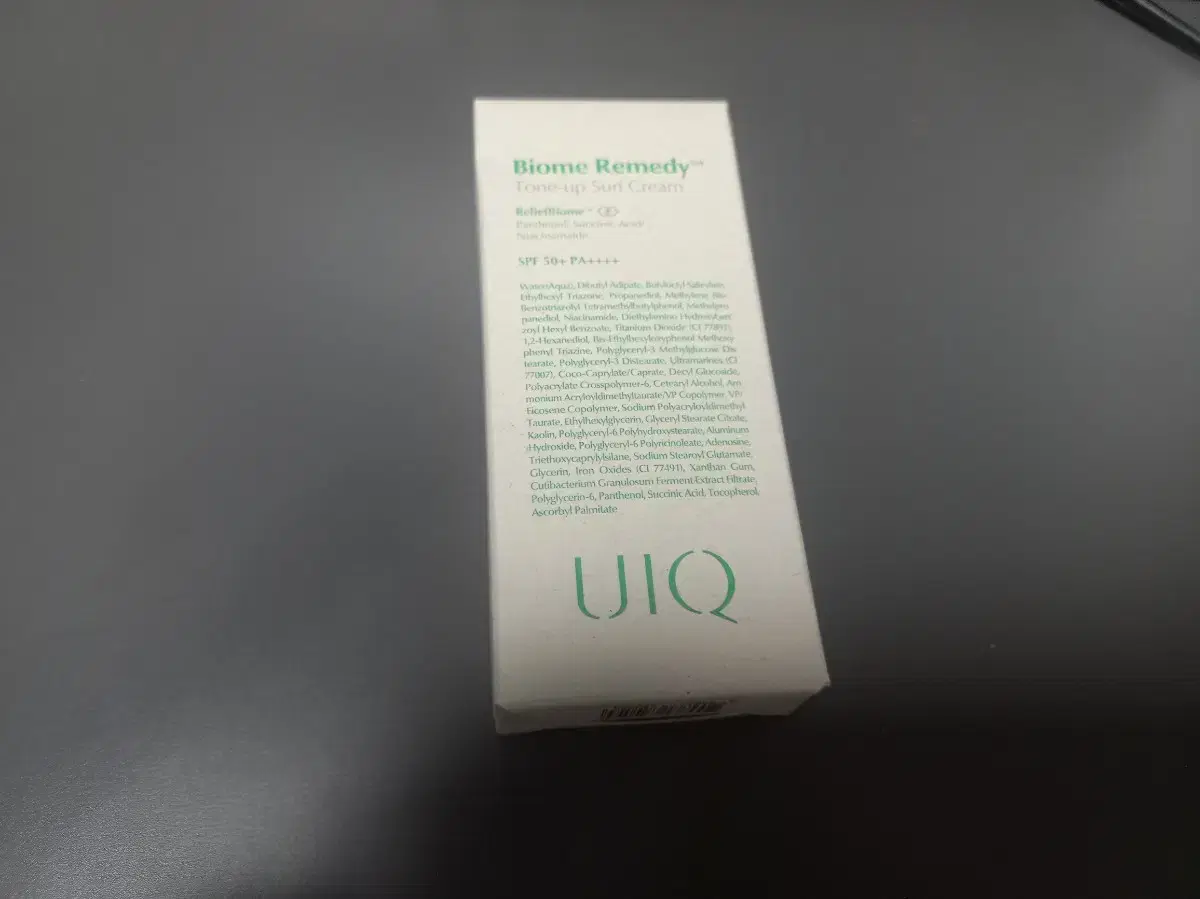 Biome Remedy™
Tone-up Sun Cream
ReliefBiome™
Panthenol, Succinic Acid,
Niacinamide
SPF 50+ PA++++
Water(Aqua), Dibutyl Adipate, Butyloctyl Salicylate,
Ethylhexyl Triazone, Propanediol, Methylene Bis-
Benzotriazolyl Tetramethylbutylphenol, Methylpro
panediol, Niacinamide, Diethylamino Hydroxyben
zoyl Hexyl Benzoate, Titanium Dioxide (CI 77891),
1,2-Hexanediol, Bis-Ethylhexyloxyphenol Methoxy
phenyl Triazine, Polyglyceryl-3 Methylglucose Dis
tearate, Polyglyceryl-3 Distearate, Ultramarines (CI
77007), Coco-Caprylate/Caprate, Decyl Glucoside,
Polyacrylate Crosspolymer-6, Cetearyl Alcohol, Am
monium Acryloyldimethyltaurate/VP Copolymer, VP/
Eicosene Copolymer, Sodium Polyacryloyldimethyl
Taurate, Ethylhexylglycerin, Glyceryl Stearate Citrate,
Kaolin, Polyglyceryl-6 Polyhydroxystearate, Aluminum
Hydroxide, Polyglyceryl-6 Polyricinoleate, Adenosine,
Triethoxycaprylylsilane, Sodium Stearoyl Glutamate,
Glycerin, Iron Oxides (CI 77491), Xanthan Gum,
Cutibacterium Granulosum Ferment Extract Filtrate,
Polyglycerin-6, Panthenol, Succinic Acid, Tocopherol,
Ascorbyl Palmitate
UIQ